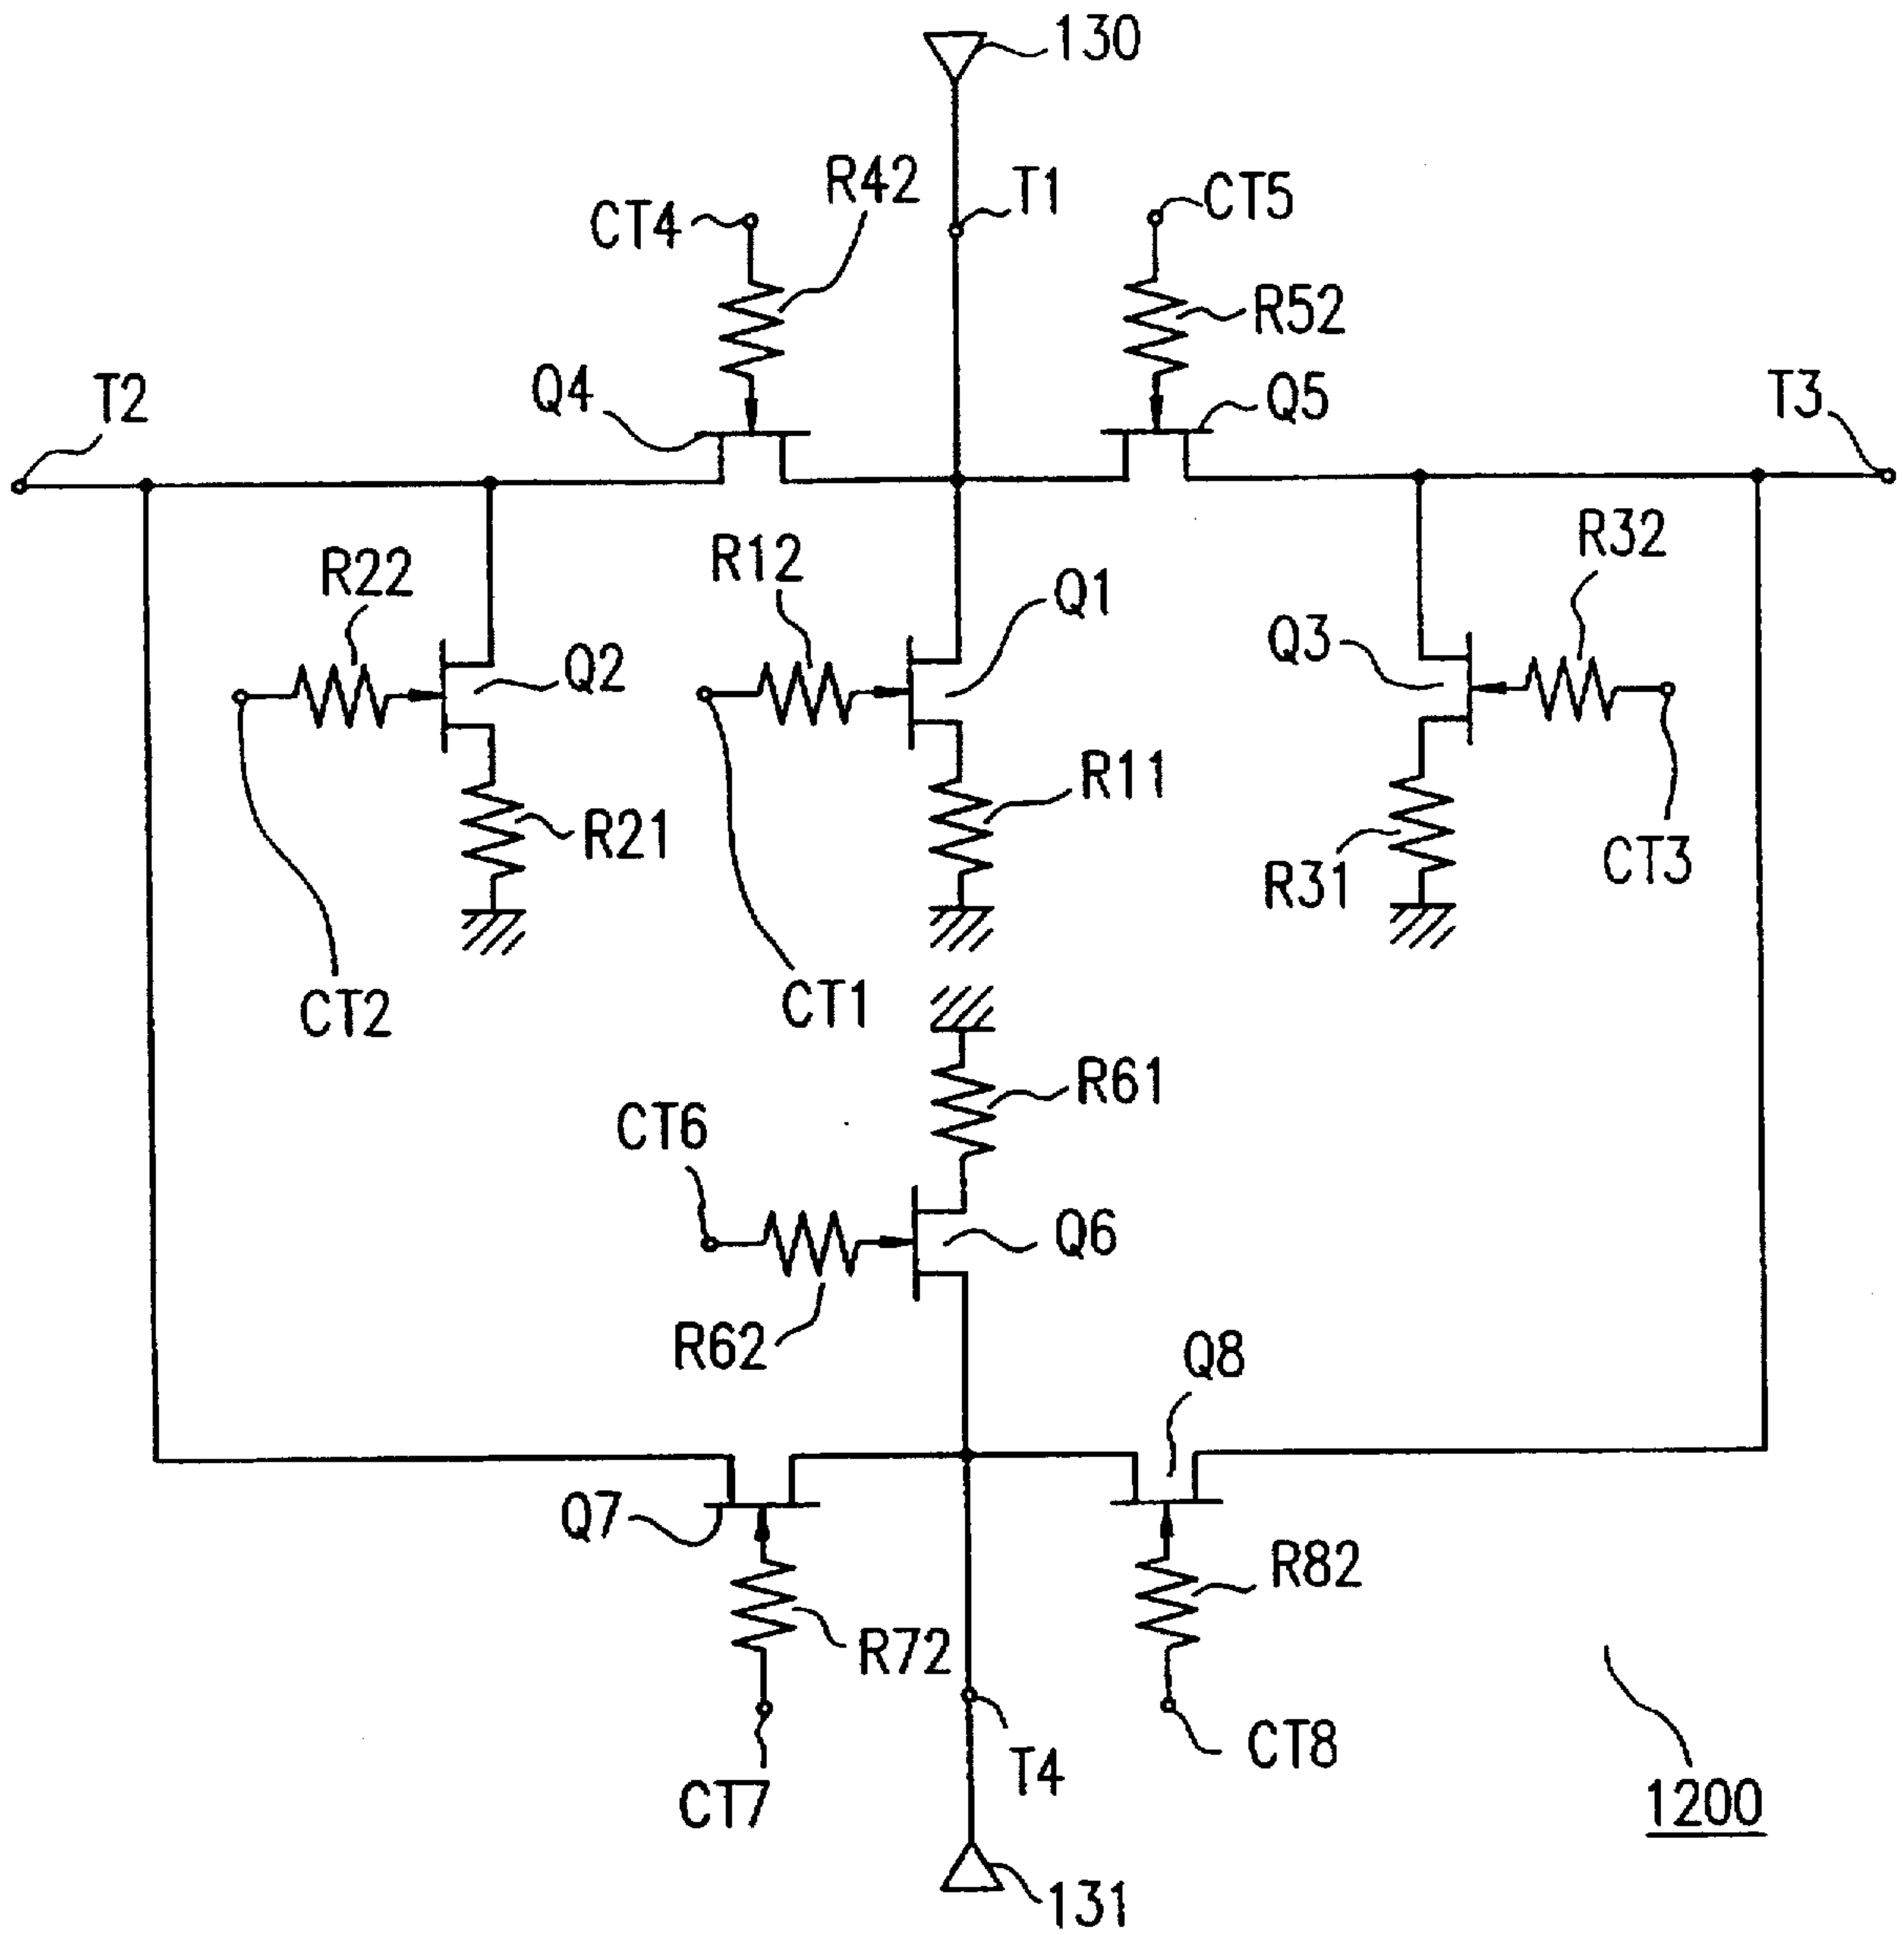 130
R42
T1
CT5
CT4
R52
T2
Q4
Q5
T3
R22
R12
Q1
R32
Q2
Q3
R21
R11
R31
CT3
CT2
CT1
R61
CT6
Q6
R62
Q8
Q7
R82
R72
CT7
T4
CT8
1200
131